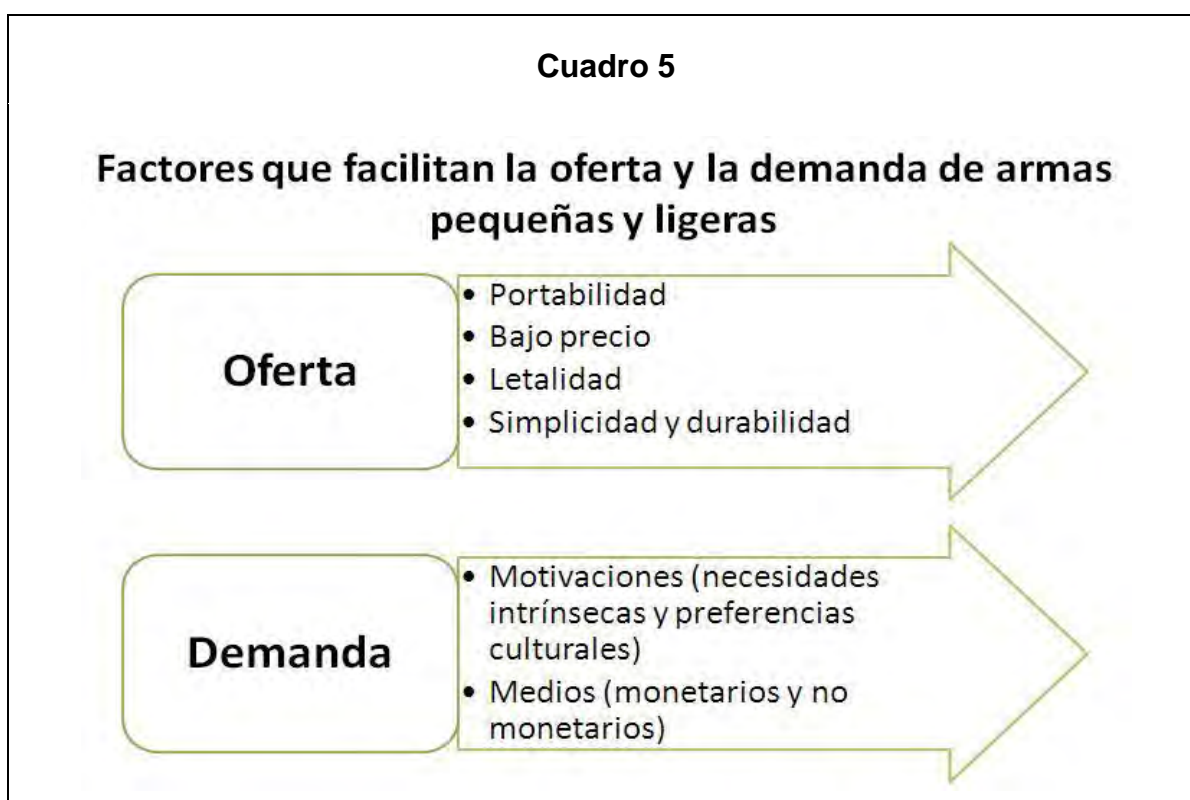 Cuadro 5
Factores que facilitan la oferta y la demanda de armas
pequeñas y ligeras
Oferta
• Portabilidad
• Bajo precio
• Letalidad
• Simplicidad y durabilidad
Demanda
• Motivaciones (necesidades
intrínsecas y preferencias
culturales)
• Medios (monetarios y no
monetarios)